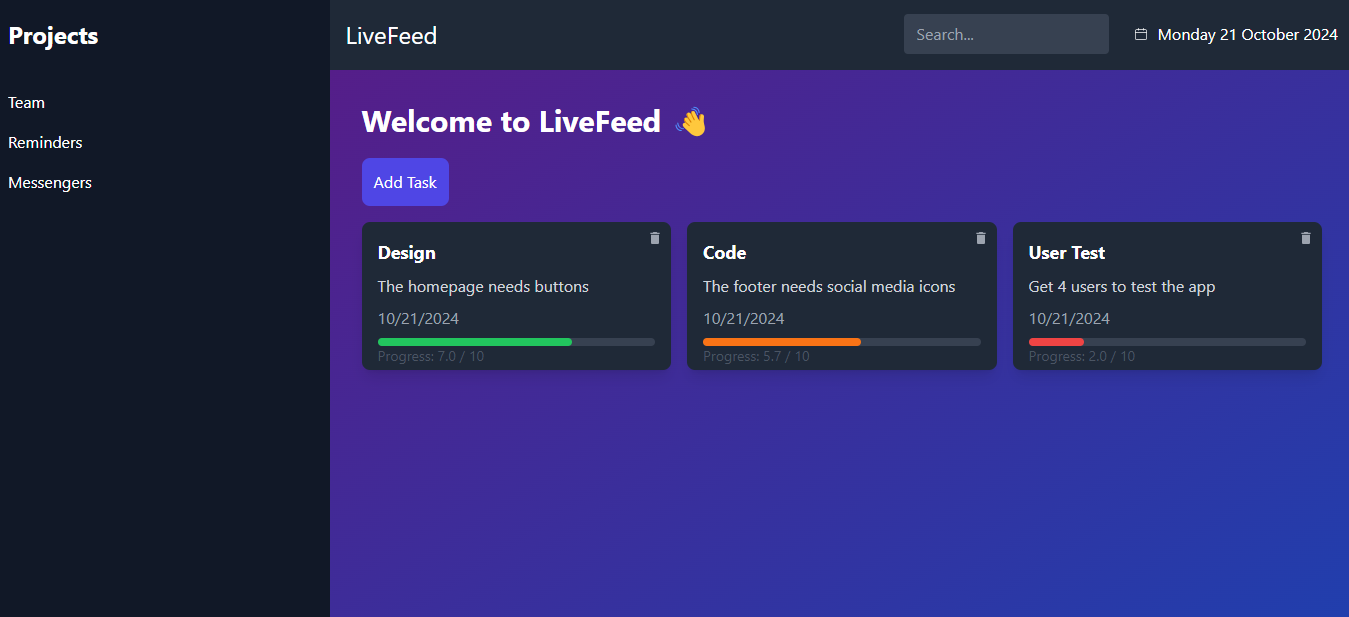 Projects
Team
Reminders
Messengers
LiveFeed
Search...
Monday 21 October 2024
Welcome to LiveFeed 👋
Add Task
Design
The homepage needs buttons
10/21/2024
Progress: 7.0 / 10
Code
The footer needs social media icons
10/21/2024
Progress: 5.7 / 10
User Test
Get 4 users to test the app
10/21/2024
Progress: 2.0 / 10